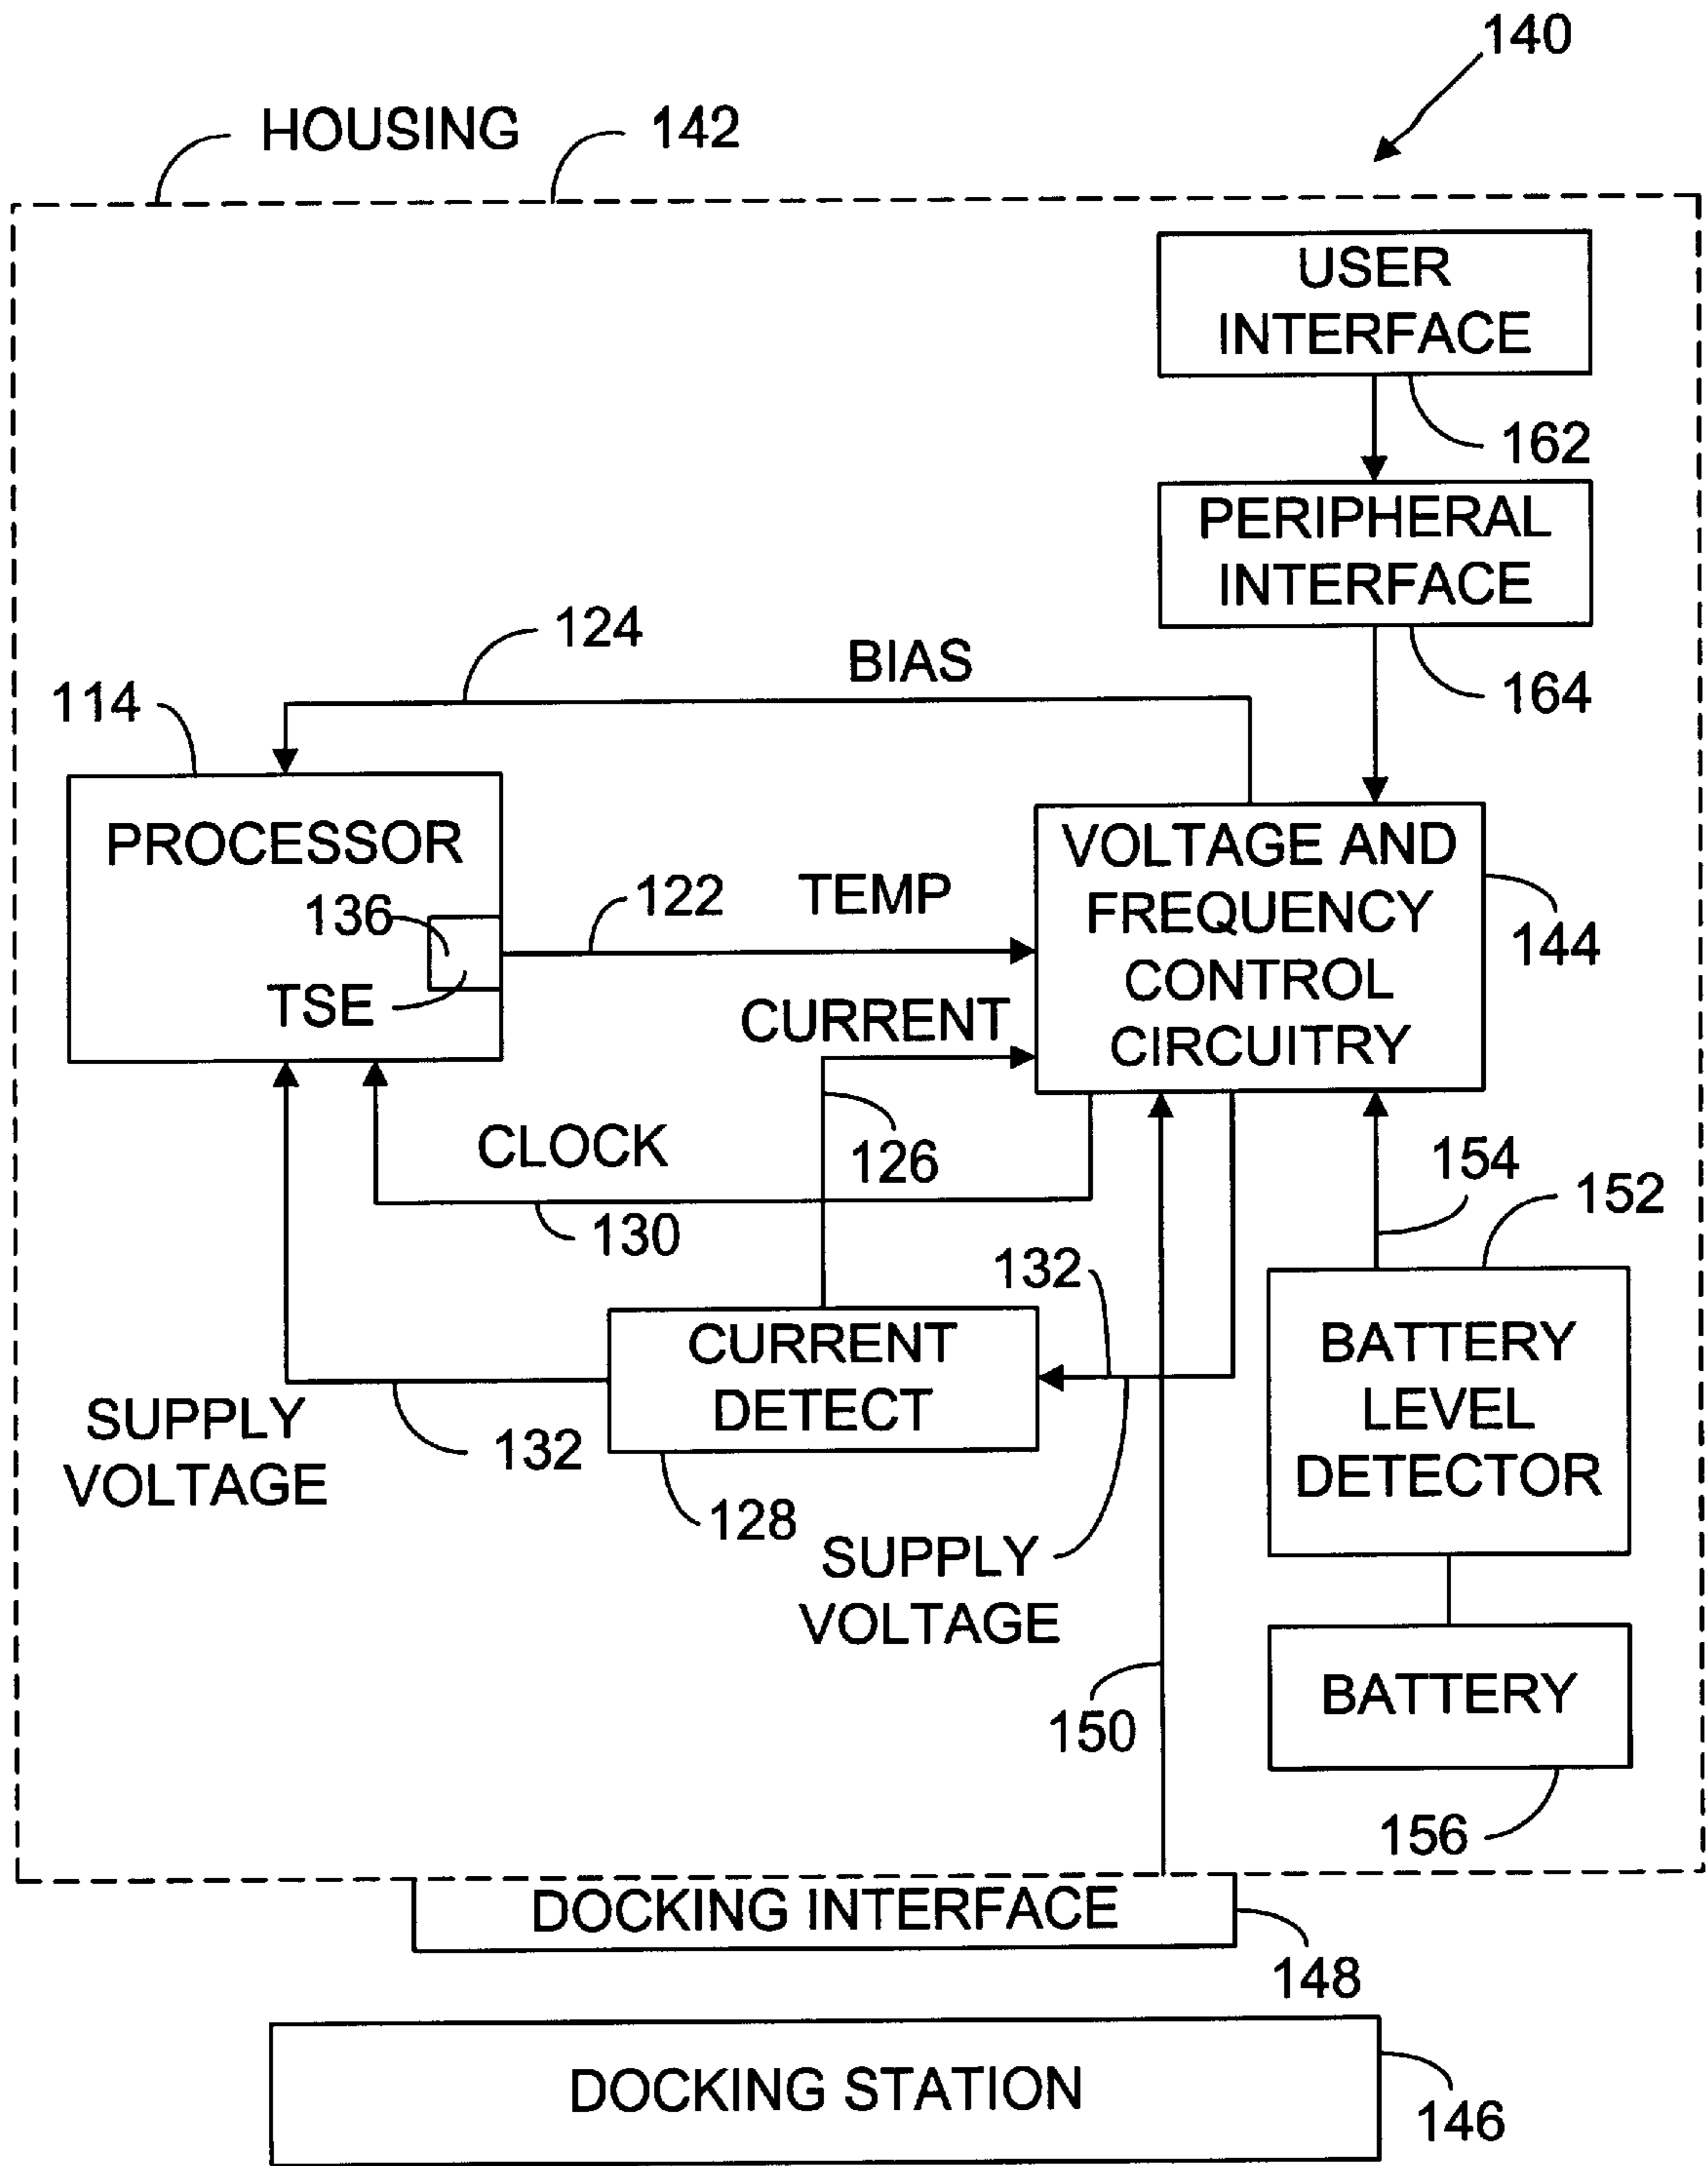 140
HOUSING
142
USER
INTERFACE
162
PERIPHERAL
INTERFACE
124
BIAS
164
114
PROCESSOR
VOLTAGE AND
FREQUENCY
CONTROL
CIRCUITRY
136
122
TEMP
144
TSE
CURRENT
CLOCK
126
154
152
130
132
CURRENT
DETECT
BATTERY
LEVEL
DETECTOR
SUPPLY
VOLTAGE
132
128
SUPPLY
VOLTAGE
150
BATTERY
156
DOCKING INTERFACE
148
DOCKING STATION
146